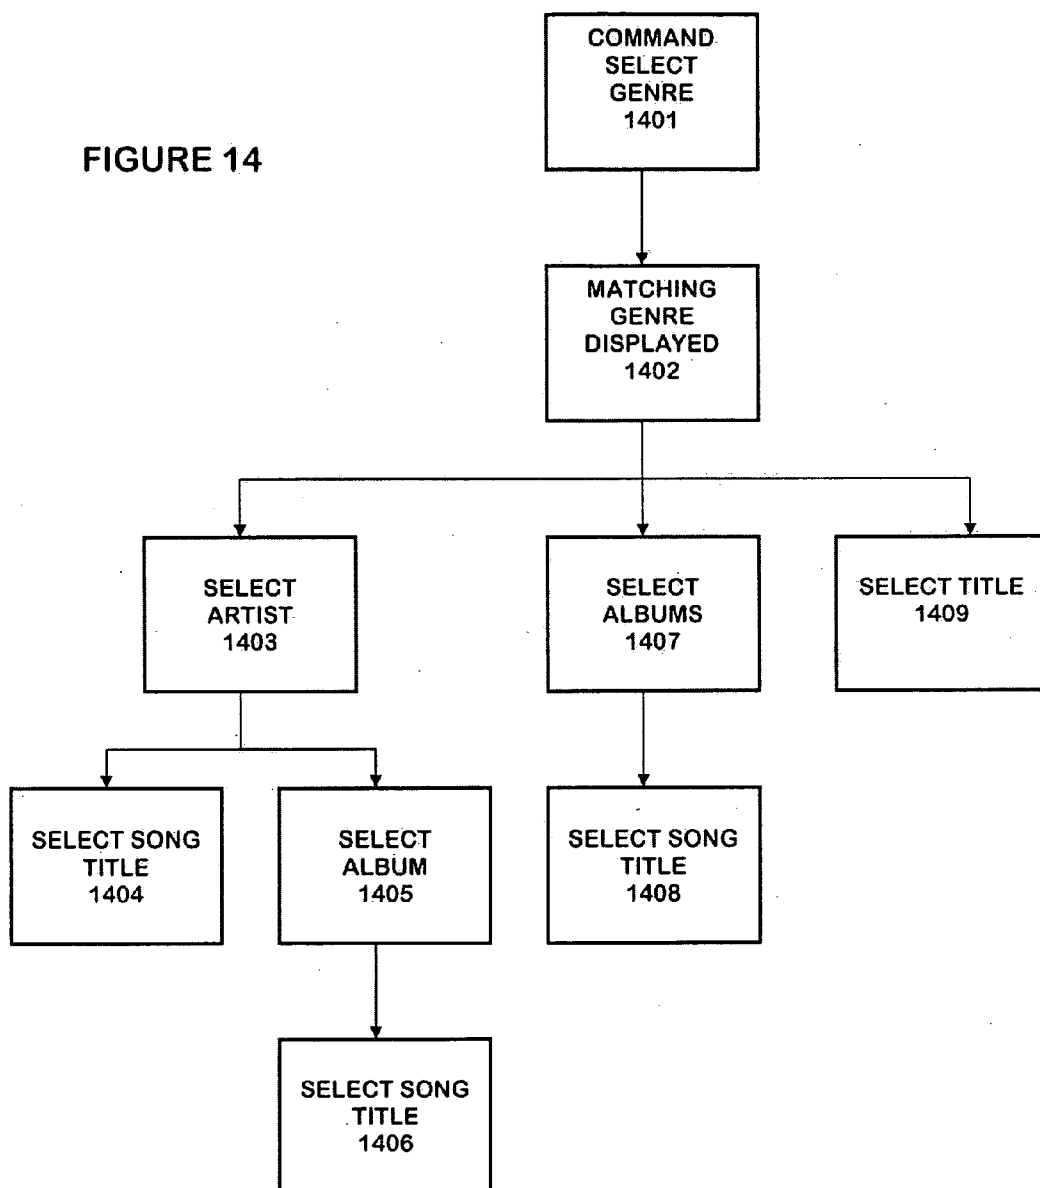 COMMAND
SELECT
GENRE
1401
FIGURE 14
MATCHING
GENRE
DISPLAYED
1402
SELECT
ARTIST
1403
SELECT
ALBUMS
1407
SELECT TITLE
1409
SELECT SONG
TITLE
1404
SELECT
ALBUM
1405
SELECT SONG
TITLE
1408
SELECT SONG
TITLE
1406